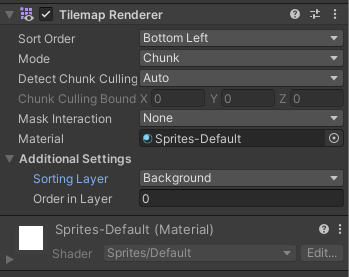 Tilemap Renderer
Sort Order Bottom Left
Mode Chunk
Detect Chunk Culling Auto
Chunk Culling Bound X 0 Y 0 Z 0
Mask Interaction None
Material Sprites-Default
Additional Settings
Sorting Layer Background
Order in Layer 0
Sprites-Default (Material)
Shader Sprites/Default Edit...